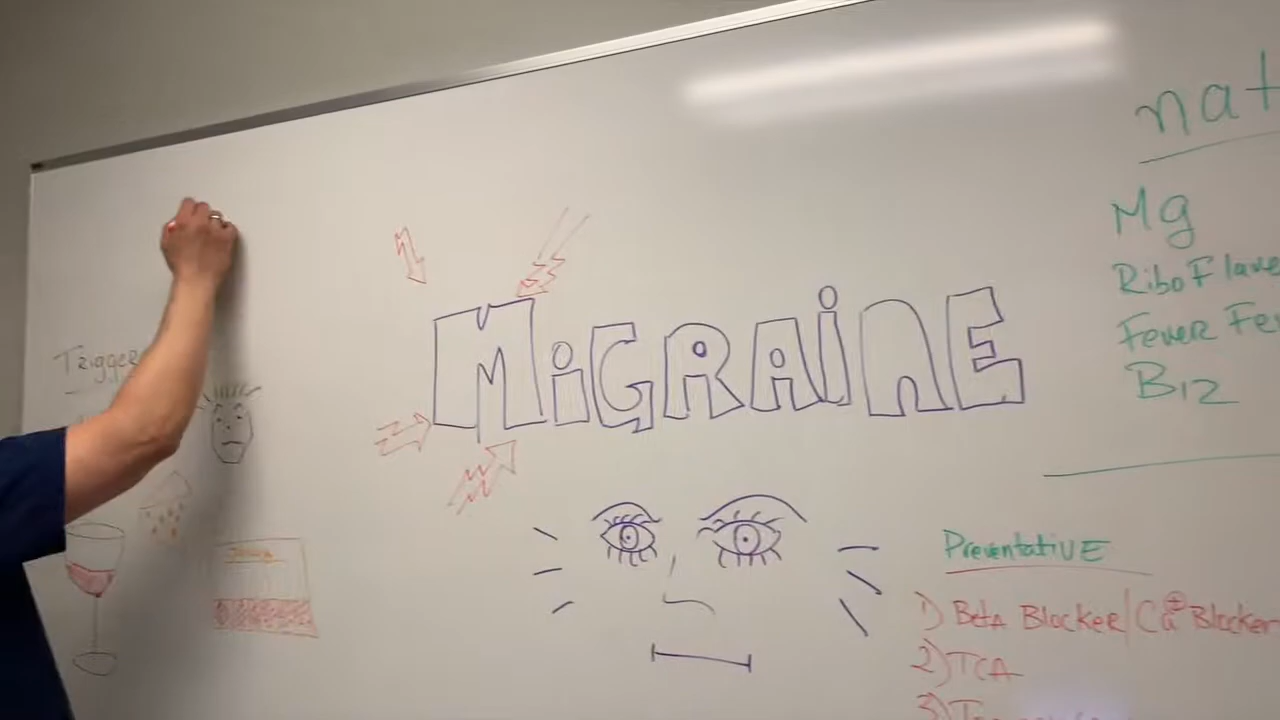 MiGRAiNE
nat
Mg
RiboFlav
Fever Fe
B12
Trigger
PreventativE
1) Beta Blocker/Ca⊕ Blocker
2) TCA
3)